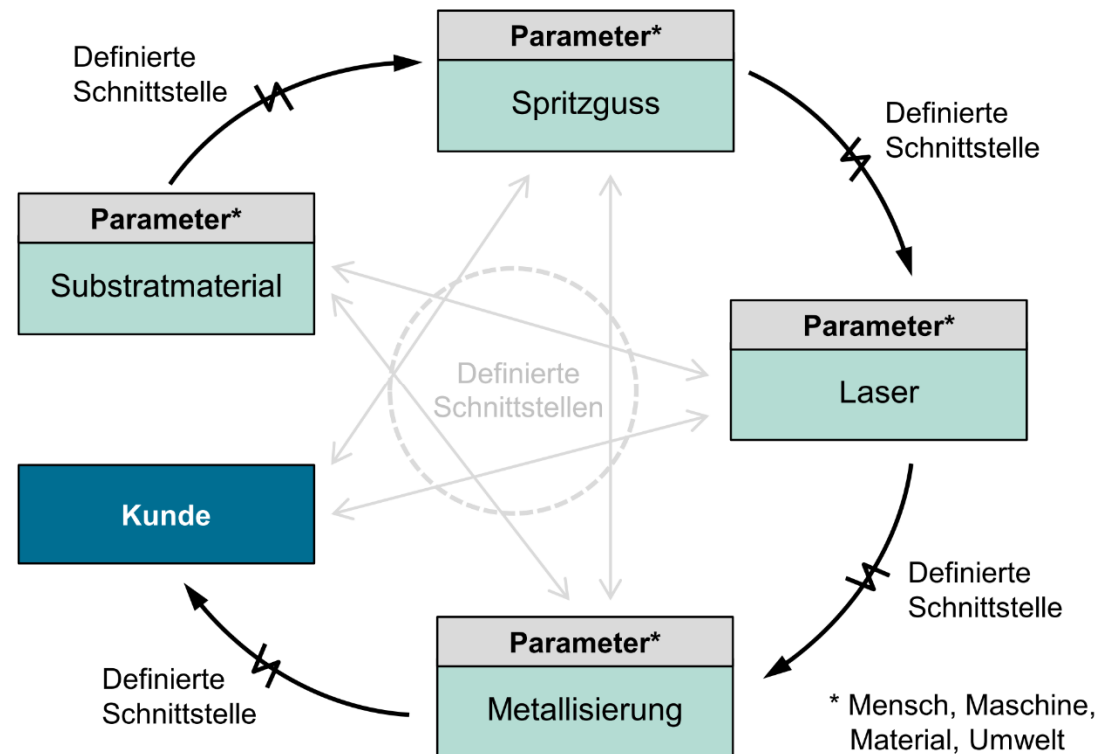 Definierte
Schnittstelle
Parameter*
Spritzguss
Definierte
Schnittstelle
Parameter*
Substratmaterial
Parameter*
Laser
Definierte
Schnittstellen
Kunde
Definierte
Schnittstelle
Parameter*
Metallisierung
Definierte
Schnittstelle
* Mensch, Maschine,
Material, Umwelt